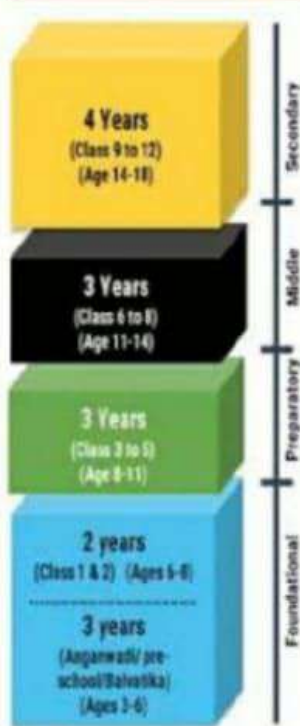 4 Years
(Class 9 to 12)
(Age 14-18)
Secondary
3 Years
(Class 6 to 8)
(Age 11-14)
Middle
3 Years
(Class 3 to 5)
(Age 8-11)
Preparatory
2 years
(Class 1 & 2) (Ages 6-8)
3 years
(Anganwadi/ pre-
school/Balvatika)
(Ages 3-6)
Foundational